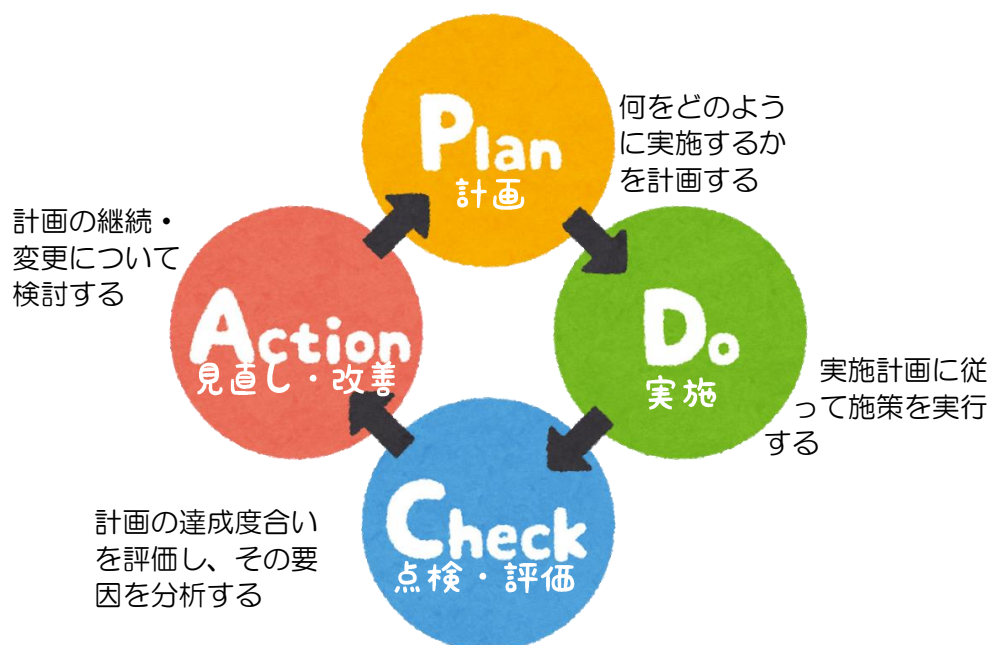 Plan
計画
何をどのよう
に実施するか
を計画する
Do
実施
実施計画に従
って施策を実行
する
Check
点検・評価
計画の達成度合い
を評価し、その要
因を分析する
Action
見直し・改善
計画の継続・
変更について
検討する